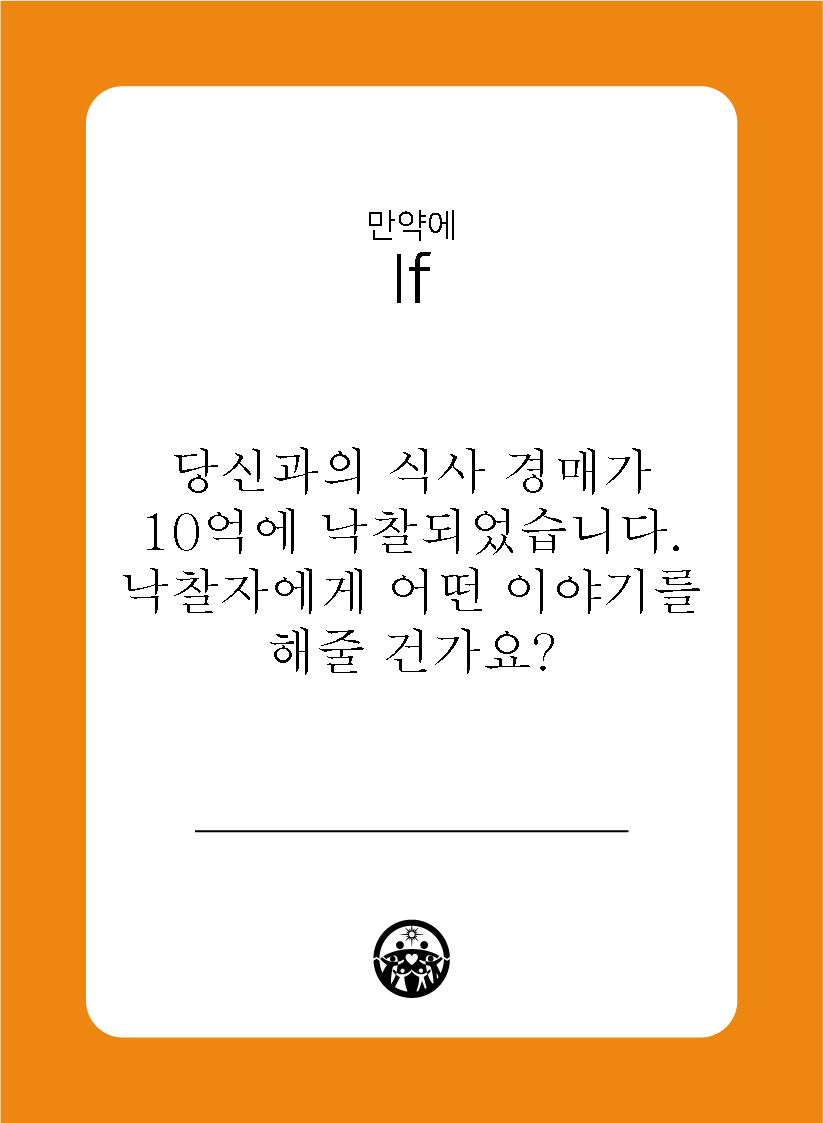 만약에
If
당신과의 식사 경매가
10억에 낙찰되었습니다.
낙찰자에게 어떤 이야기를
해줄 건가요?